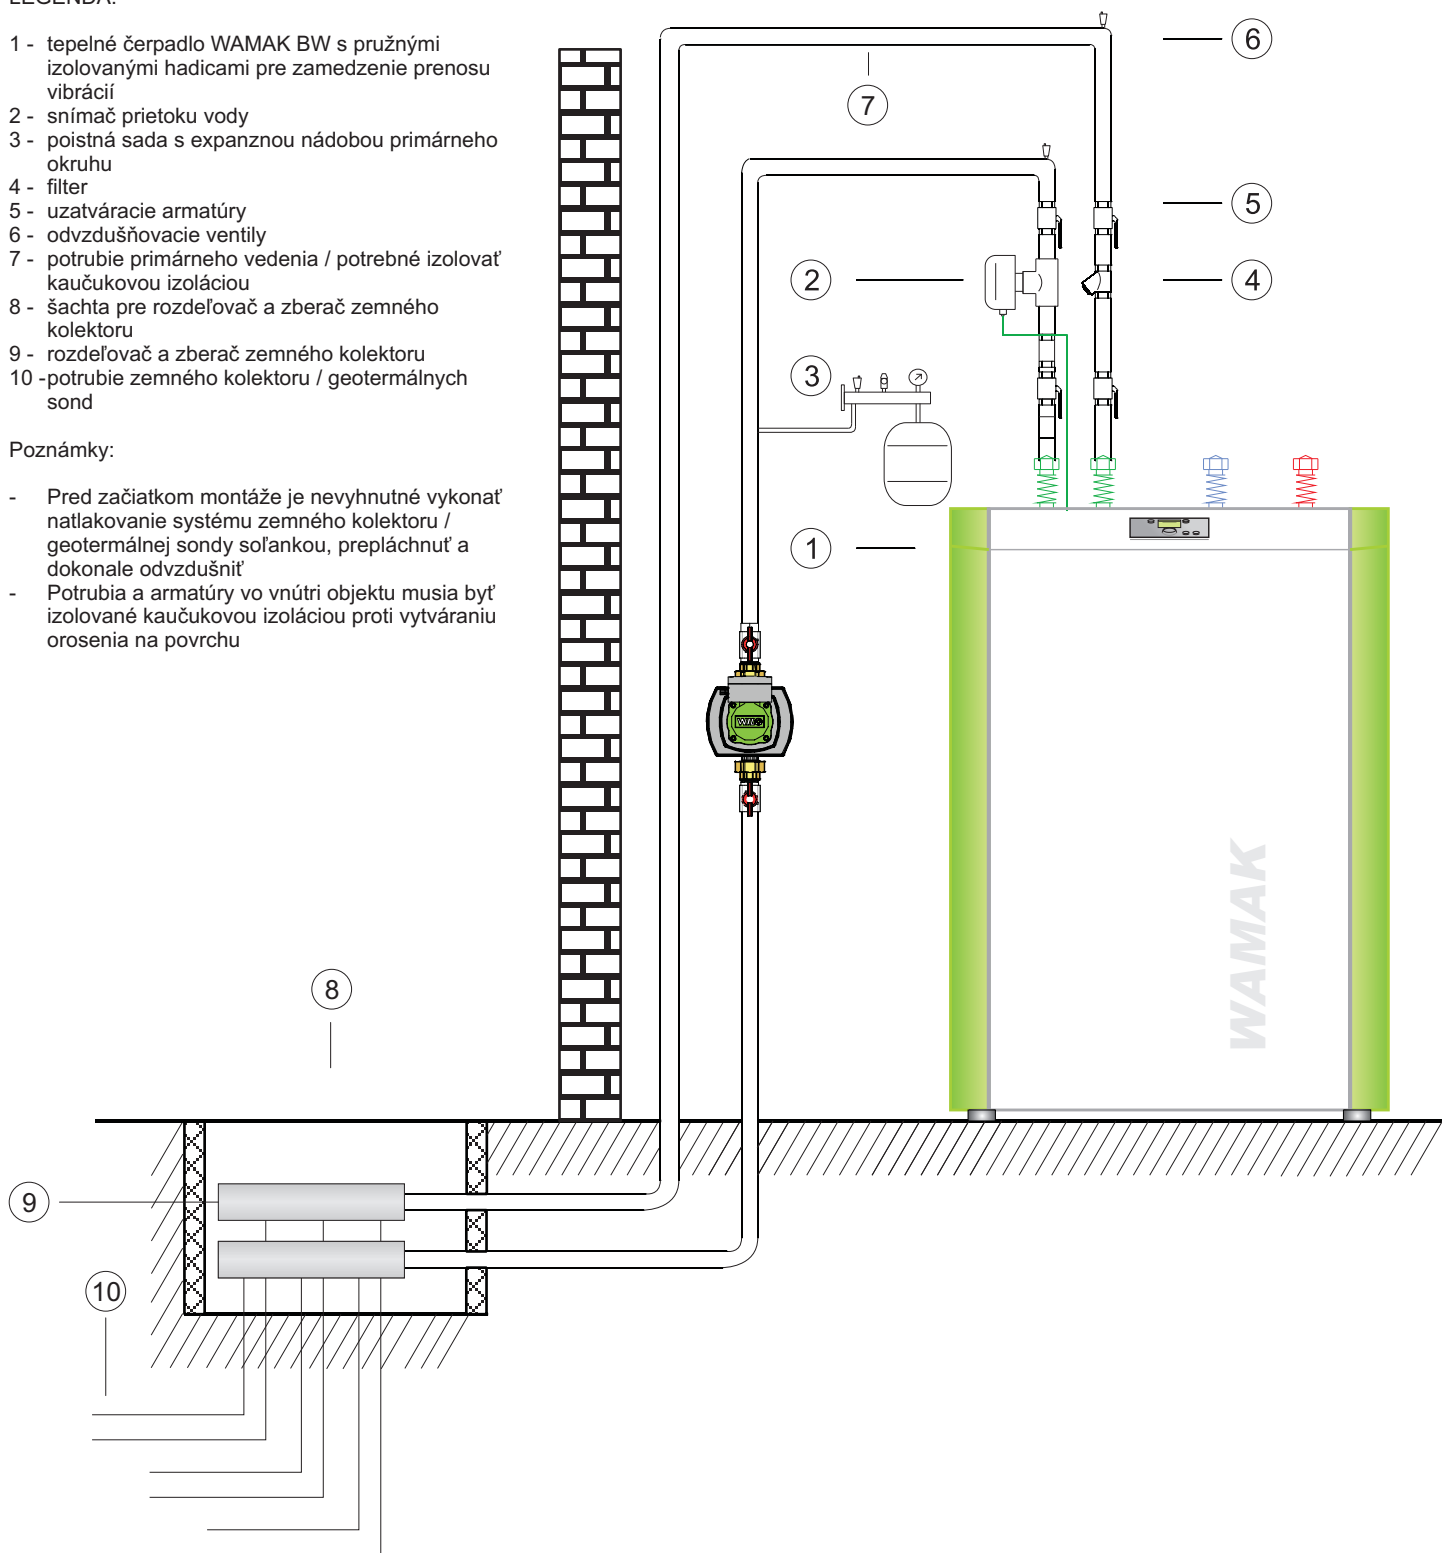 LEGENDA:
1 - tepelné čerpadlo WAMAK BW s pružnými
izolovanými hadicami pre zamedzenie prenosu
vibrácií
2 - snímač prietoku vody
3 - poistná sada s expanznou nádobou primárneho
okruhu
4 - filter
5 - uzatváracie armatúry
6 - odvzdušňovacie ventily
7 - potrubie primárneho vedenia / potrebné izolovať
kaučukovou izoláciou
8 - šachta pre rozdeľovač a zberač zemného
kolektoru
9 - rozdeľovač a zberač zemného kolektoru
10 -potrubie zemného kolektoru / geotermálnych
sond
Poznámky:
- Pred začiatkom montáže je nevyhnutné vykonať
natlakovanie systému zemného kolektoru /
geotermálnej sondy soľankou, prepláchnuť a
dokonale odvzdušniť
- Potrubia a armatúry vo vnútri objektu musia byť
izolované kaučukovou izoláciou proti vytváraniu
orosenia na povrchu
6
7
5
2
4
3
1
wilo
WAMAK
8
9
10